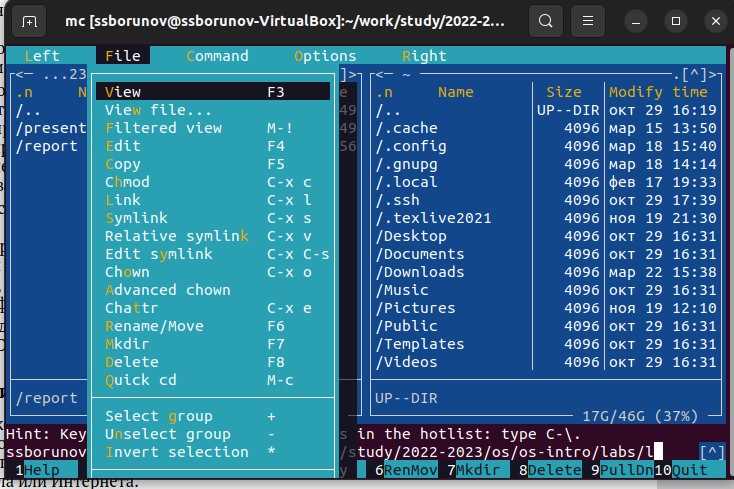 mc [ssborunov@ssborunov-VirtualBox]:~/work/study/2022-2...
Left File Command Options Right
<— ...23 ]> <— ~ .[^]>
.n N e .n Name Size Modify time
/.. 49 /.. UP--DIR окт 29 16:19
/present 49 /.cache 4096 мар 15 13:50
/report 56 /.config 4096 мар 18 15:40
/.gnupg 4096 мар 18 14:14
/.local 4096 фев 17 19:33
/.ssh 4096 окт 29 17:39
/.texlive2021 4096 ноя 19 21:30
/Desktop 4096 окт 29 16:31
/Documents 4096 окт 29 16:31
/Downloads 4096 мар 22 15:38
/Music 4096 окт 29 16:31
/Pictures 4096 ноя 19 12:10
/Public 4096 окт 29 16:31
/Templates 4096 окт 29 16:31
/Videos 4096 окт 29 16:31
View F3
View file...
Filtered view M-!
Edit F4
Copy F5
Chmod C-x c
Link C-x l
Symlink C-x s
Relative symlink C-x v
Edit symlink C-x C-s
Chown C-x o
Advanced chown
Chattr C-x e
Rename/Move F6
Mkdir F7
Delete F8
Quick cd M-c
Select group +
Unselect group -
Invert selection *
/report UP--DIR
17G/46G (37%)
Hint: Key s in the hotlist: type C-\.
ssborunov /study/2022-2023/os/os-intro/labs/l [^]
1Help y 6RenMov 7Mkdir 8Delete 9PullDn 10Quit
ла или Интернета.